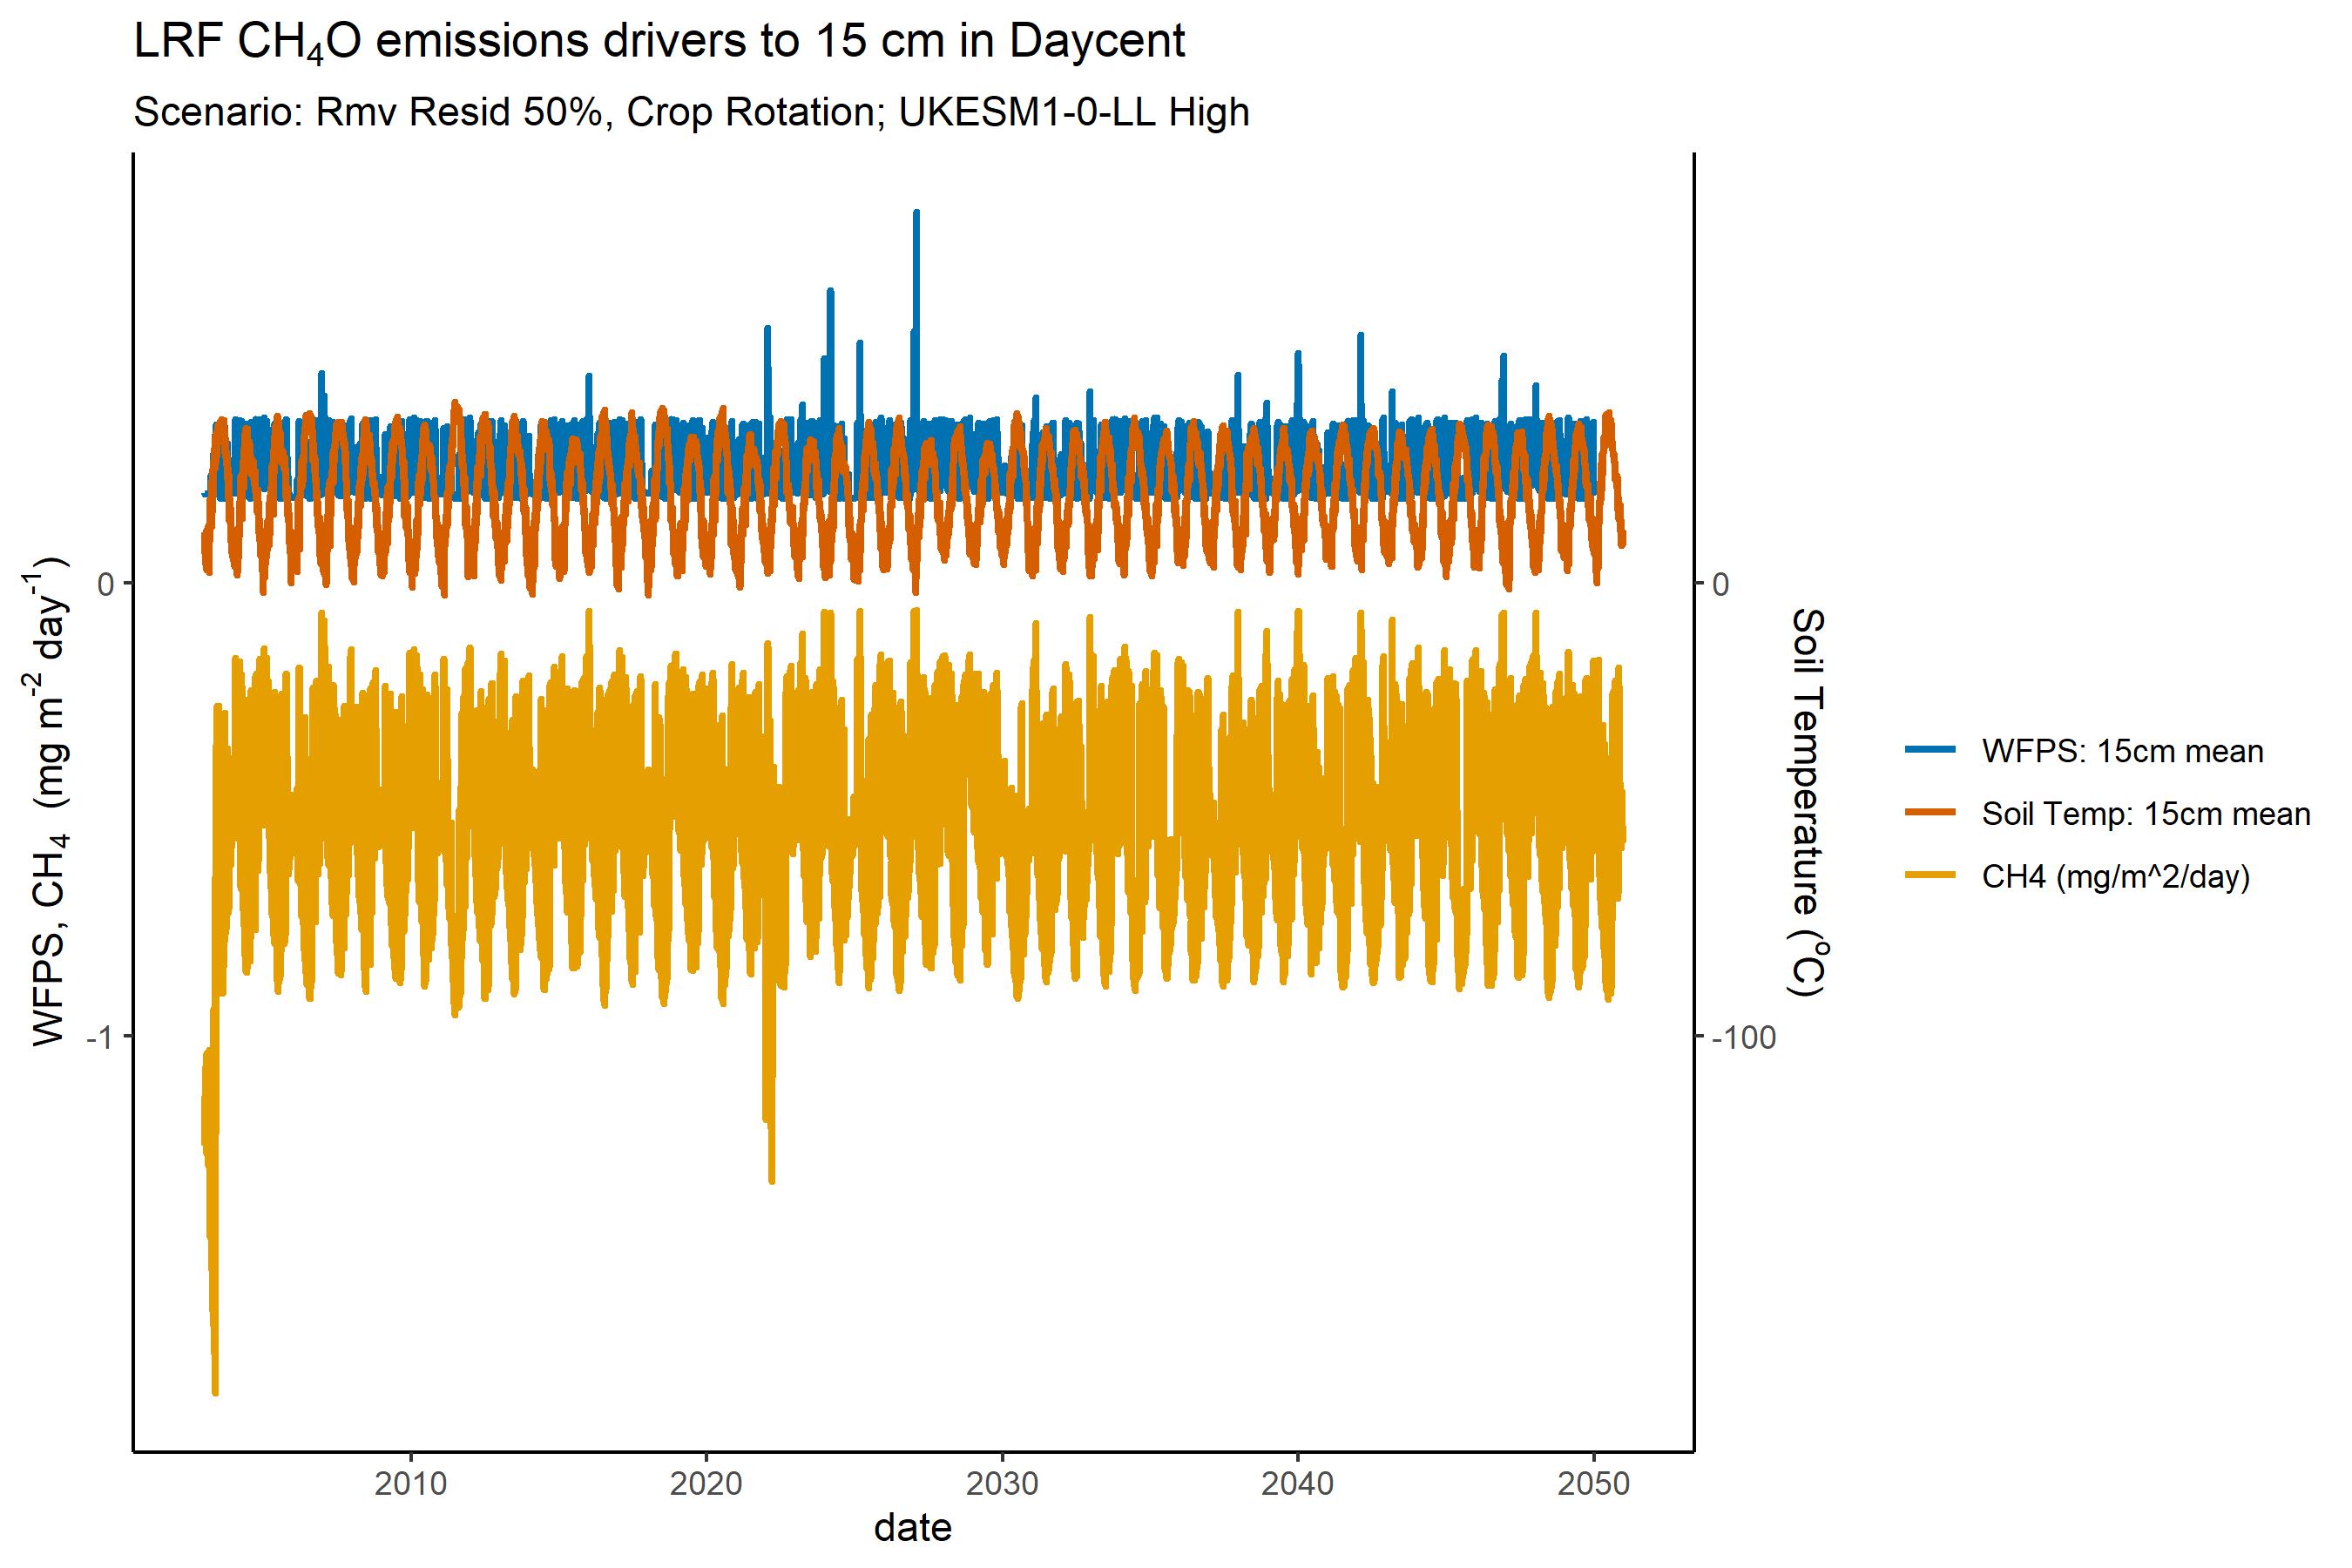 LRF CH₄O emissions drivers to 15 cm in Daycent
Scenario: Rmv Resid 50%, Crop Rotation; UKESM1-0-LL High
WFPS, CH₄ (mg m⁻² day⁻¹)
0
-1
2010
2020
2030
2040
2050
date
0
-100
Soil Temperature (⁰C)
WFPS: 15cm mean
Soil Temp: 15cm mean
CH4 (mg/m^2/day)